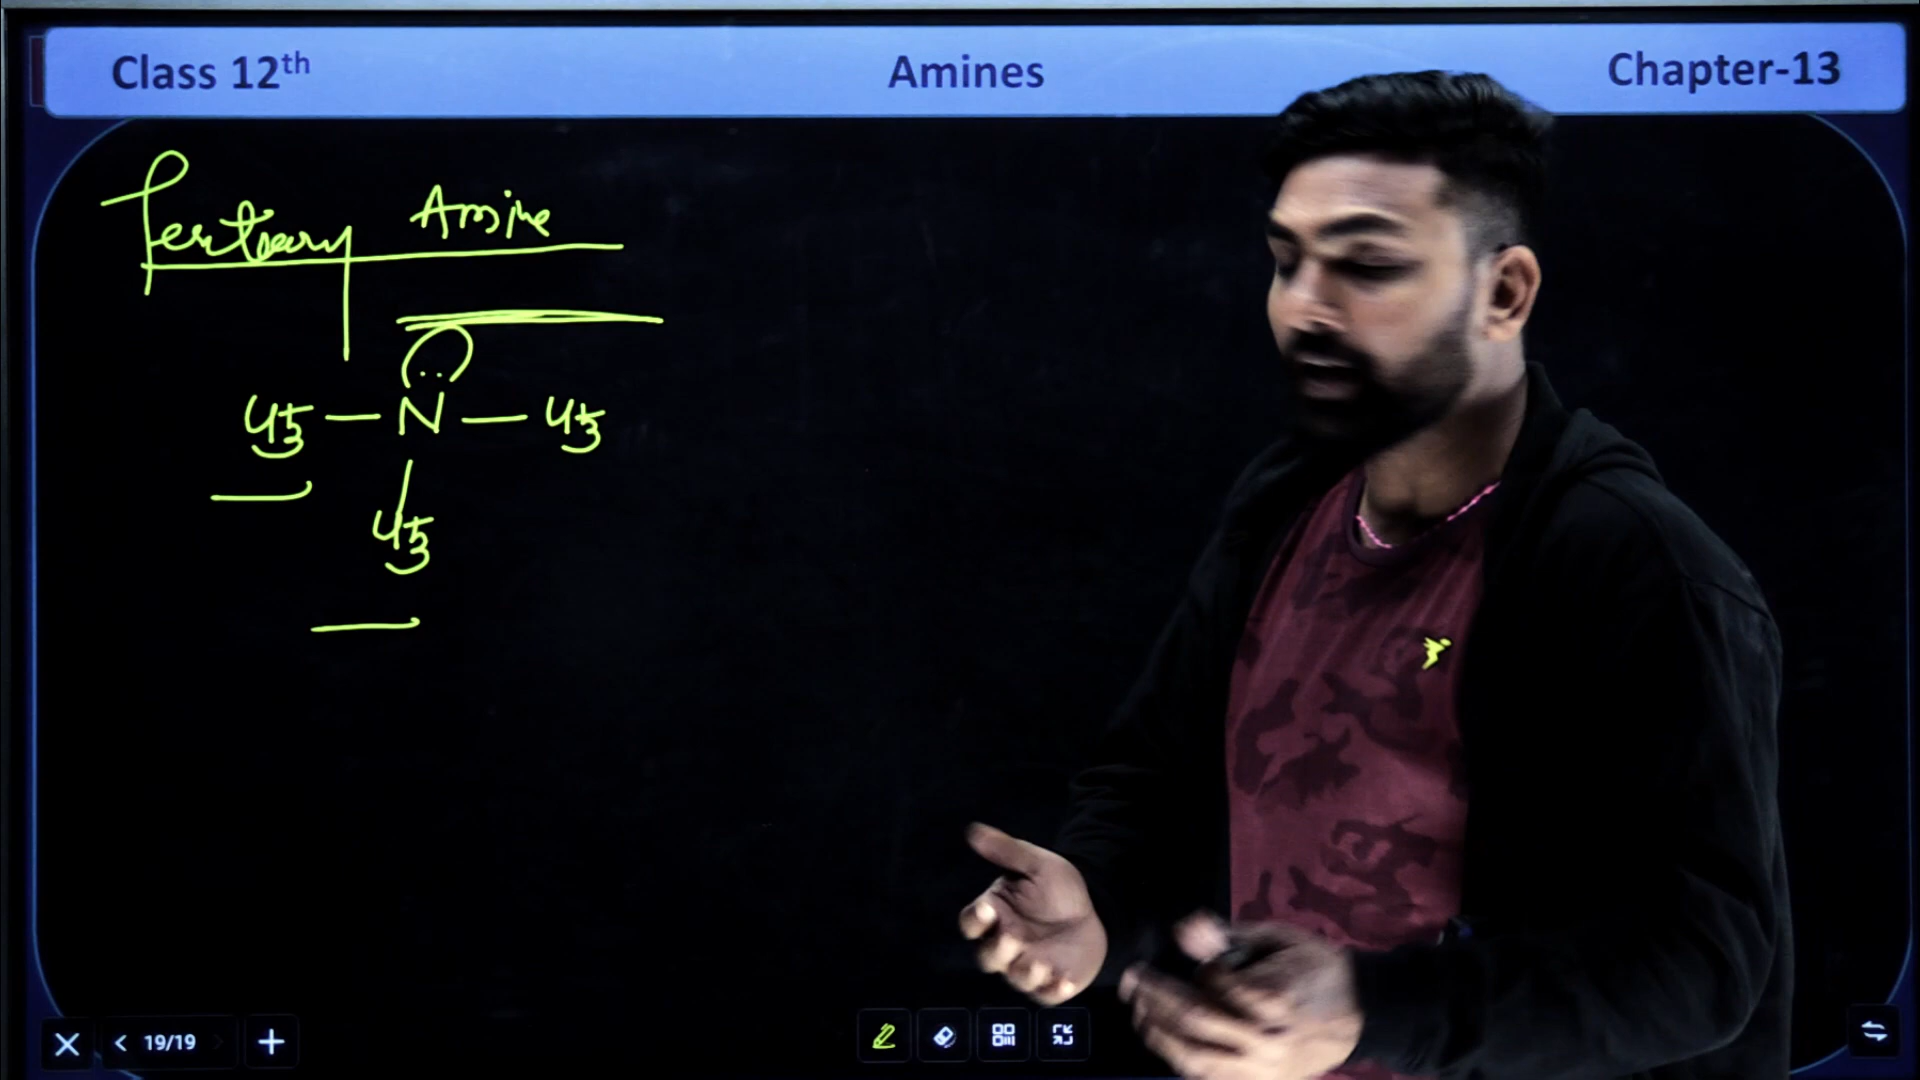 Class 12th Amines Chapter-13
Tertiary Amine
CH3 — N — CH3
CH3
19/19